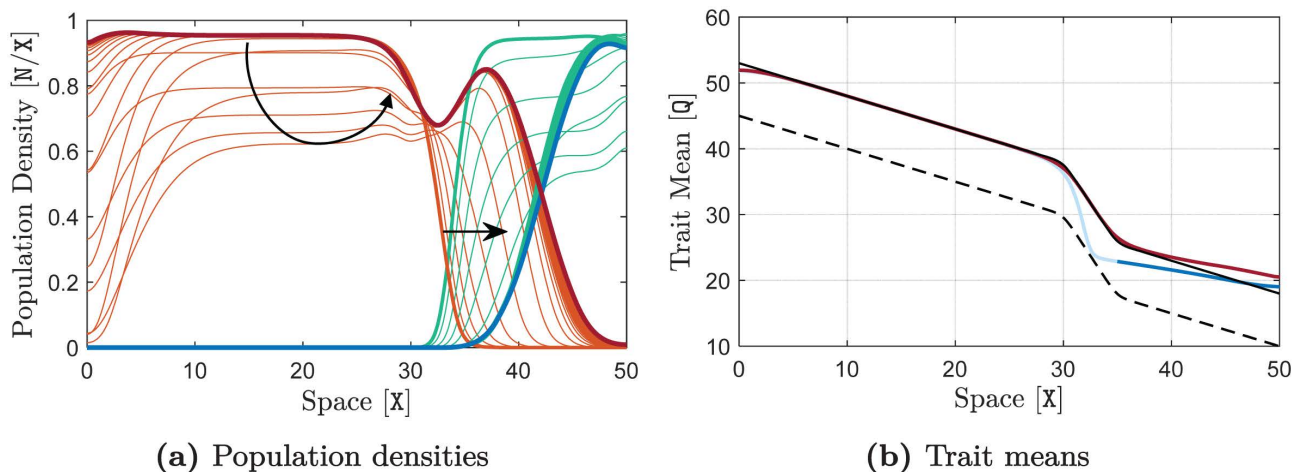 1
0.8
0.6
0.4
0.2
0
Population Density [N/X]
0 10 20 30 40 50
Space [X]
(a) Population densities
60
50
40
30
20
10
Trait Mean [Q]
0 10 20 30 40 50
Space [X]
(b) Trait means